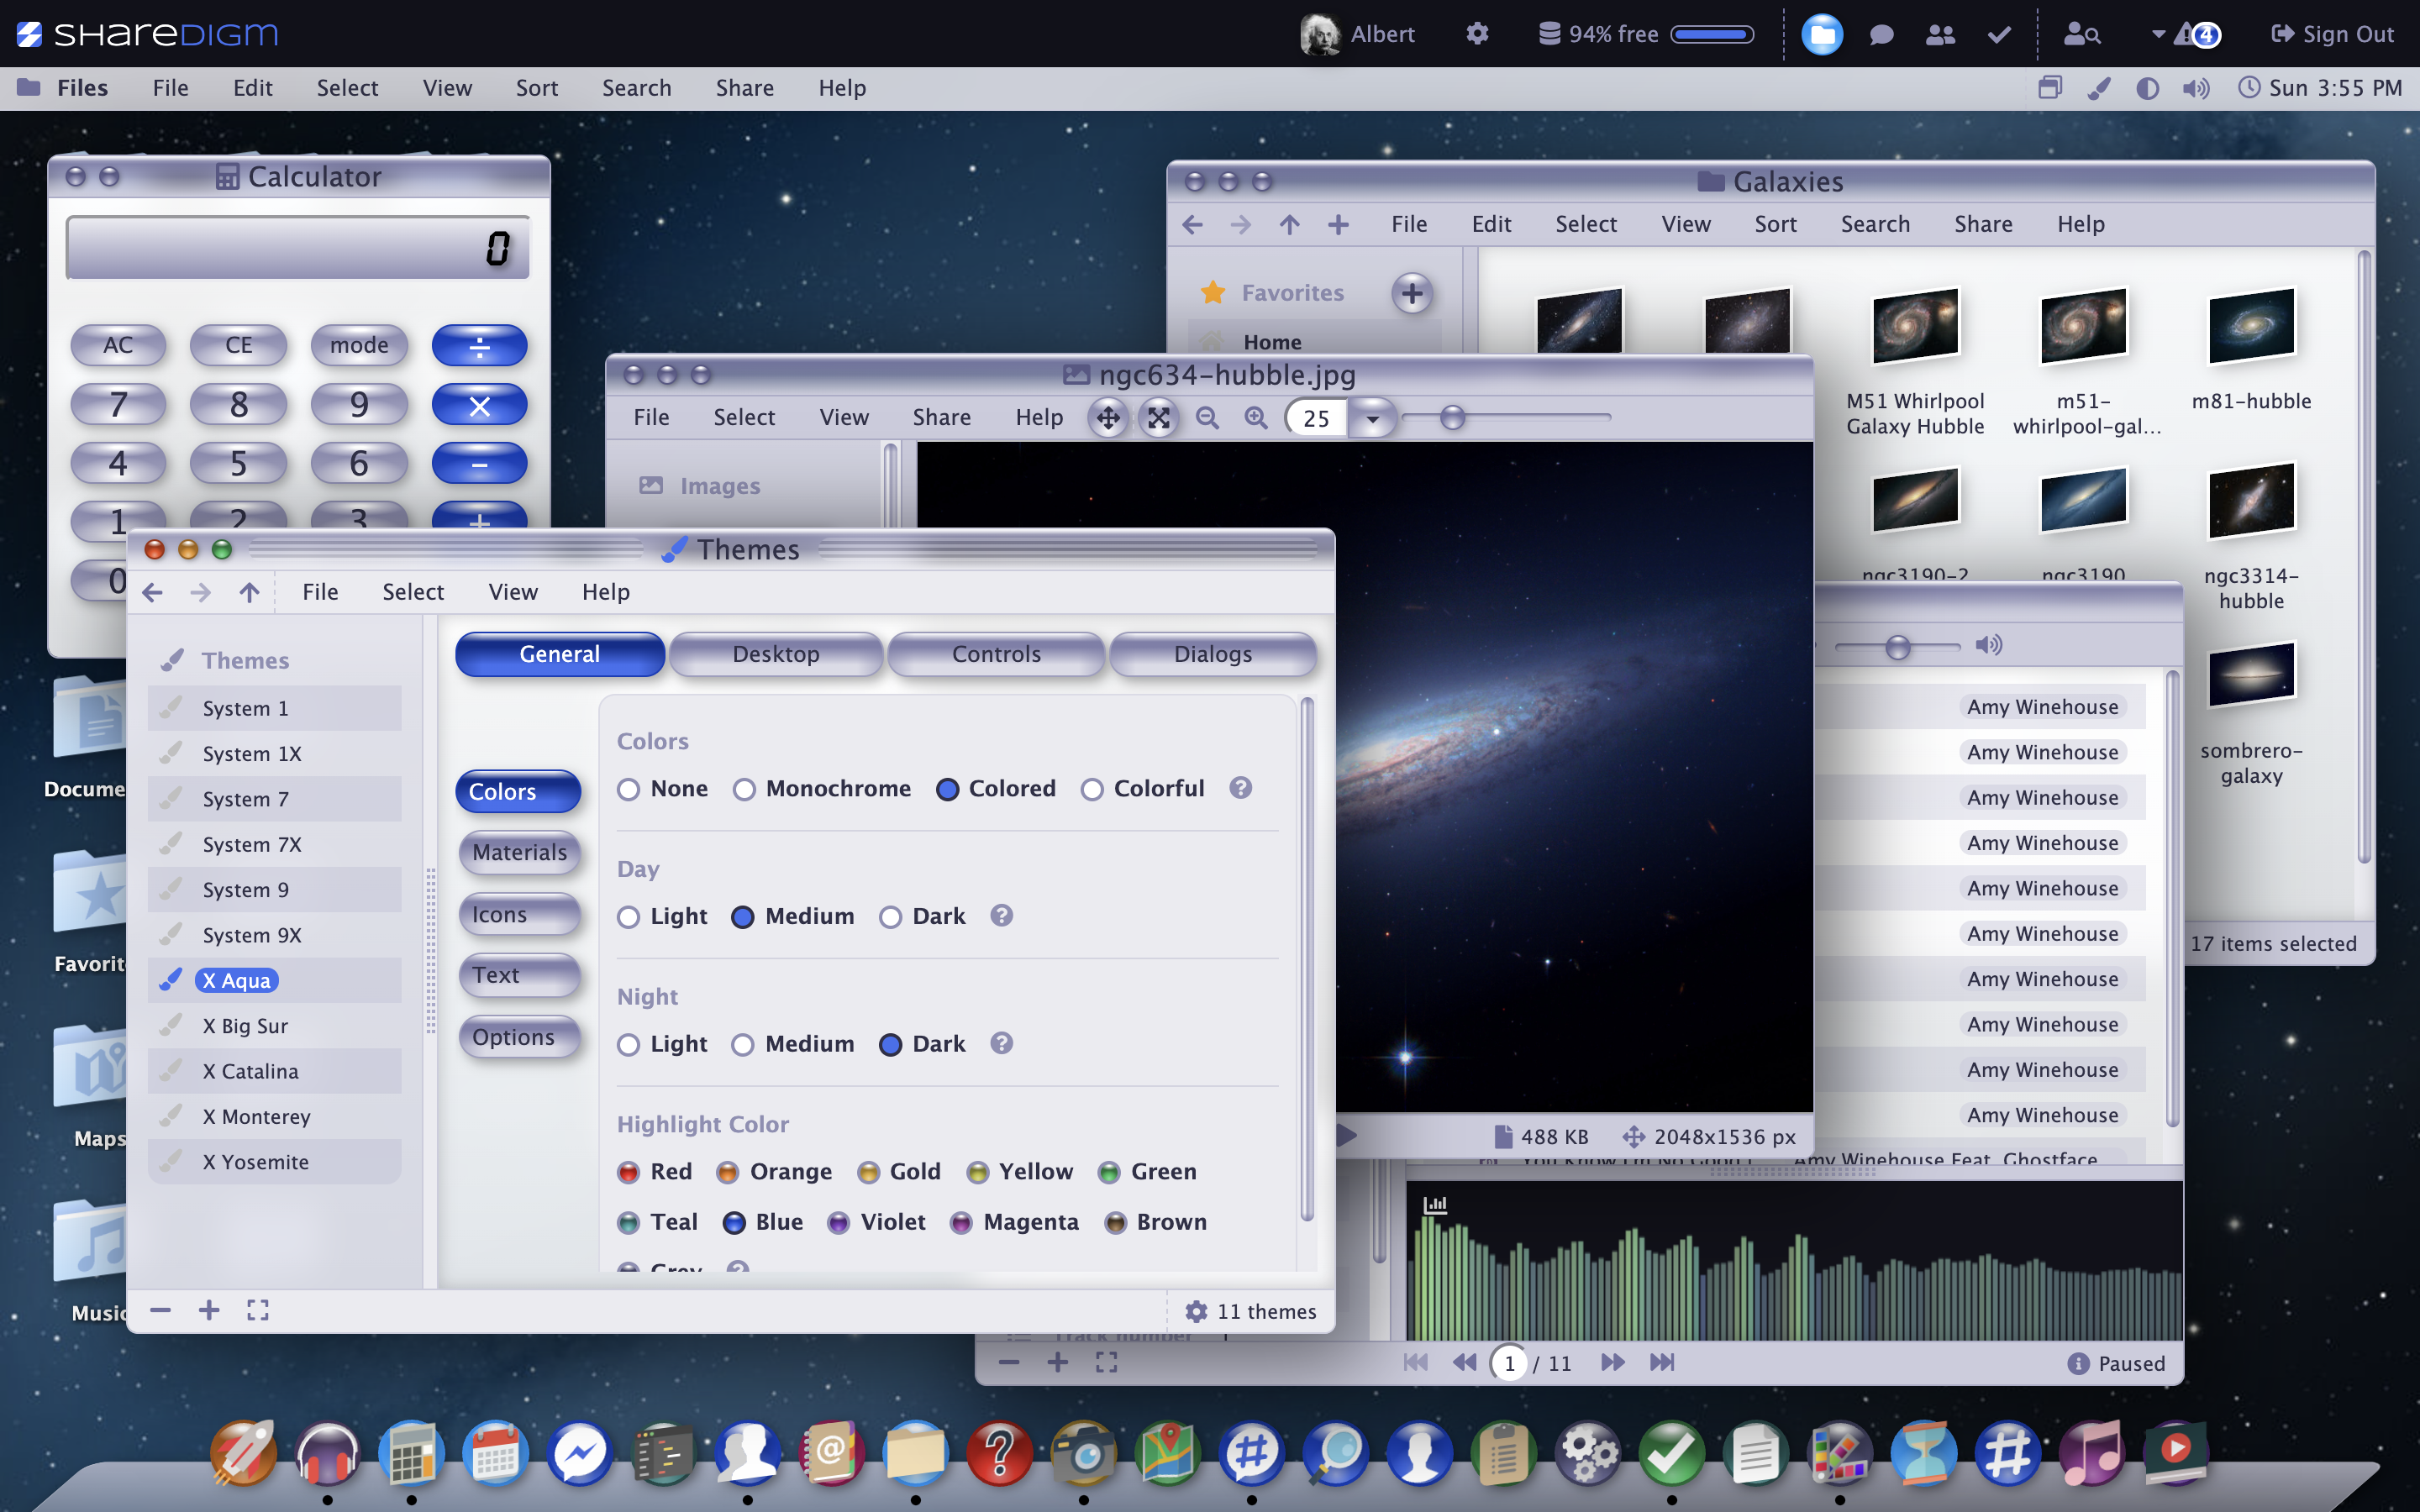 SHAREDIGM
Albert
94% free
4
Sign Out
Files File Edit Select View Sort Search Share Help
Sun 3:55 PM
Calculator
0
AC CE mode ÷
7 8 9 ×
4 5 6 −
1 2 3 +
0
Galaxies
File Edit Select View Sort Search Share Help
Favorites
Home
M51 Whirlpool
Galaxy Hubble
m51-
whirlpool-gal...
m81-hubble
ngc3190-2
ngc3190
ngc3314-
hubble
sombrero-
galaxy
17 items selected
ngc634-hubble.jpg
File Select View Share Help
25
Images
488 KB
2048x1536 px
Themes
File Select View Help
Themes
System 1
System 1X
System 7
System 7X
System 9
System 9X
X Aqua
X Big Sur
X Catalina
X Monterey
X Yosemite
General Desktop Controls Dialogs
Colors
Materials
Icons
Text
Options
Colors
None Monochrome Colored Colorful ?
Day
Light Medium Dark ?
Night
Light Medium Dark ?
Highlight Color
Red Orange Gold Yellow Green
Teal Blue Violet Magenta Brown
Grey ?
11 themes
Amy Winehouse
Amy Winehouse
Amy Winehouse
Amy Winehouse
Amy Winehouse
Amy Winehouse
Amy Winehouse
Amy Winehouse
Amy Winehouse
Amy Winehouse
You Know I'm No Good Amy Winehouse Feat. Ghostface
Track number 1
1 / 11
Paused
Docume
Favorit
Maps
Music